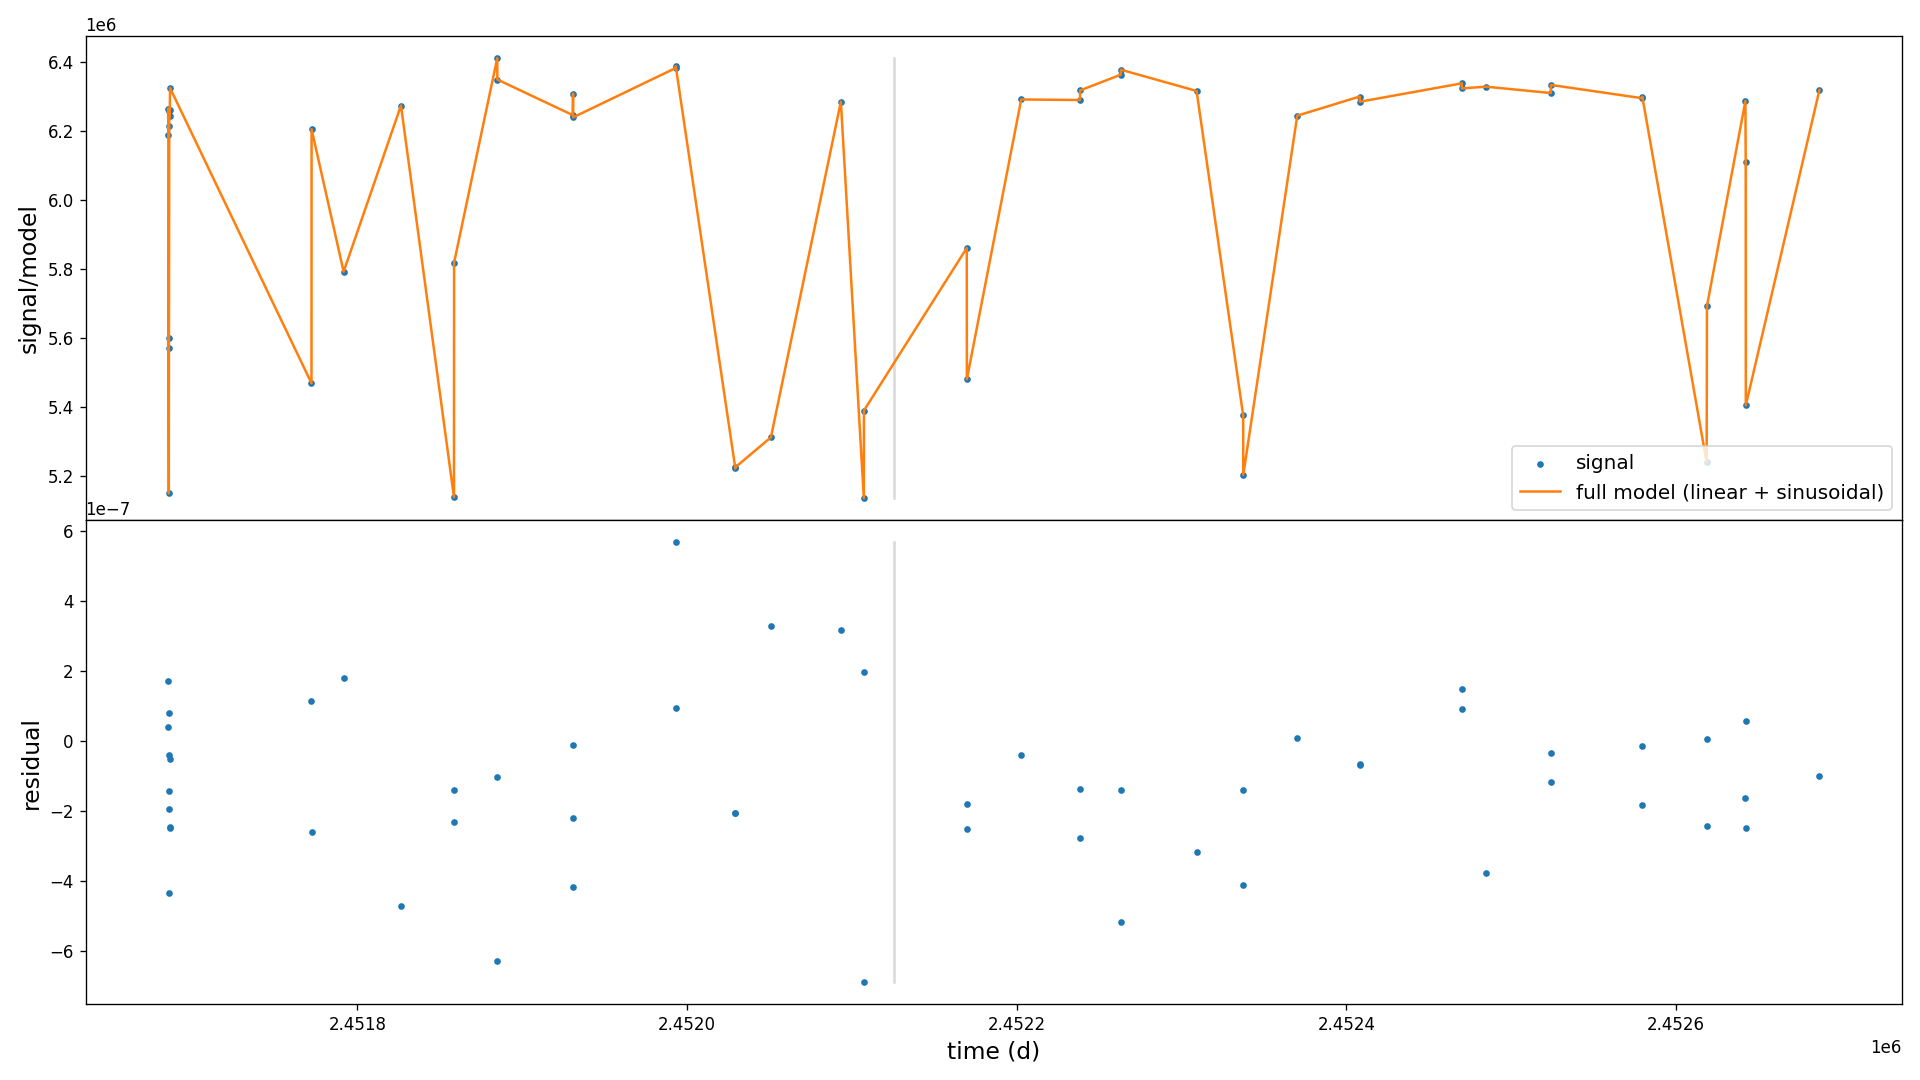 1e6
6.4
6.2
6.0
5.8
5.6
5.4
5.2
signal/model
signal
full model (linear + sinusoidal)
1e−7
6
4
2
0
−2
−4
−6
residual
2.4518
2.4520
2.4522
2.4524
2.4526
1e6
time (d)